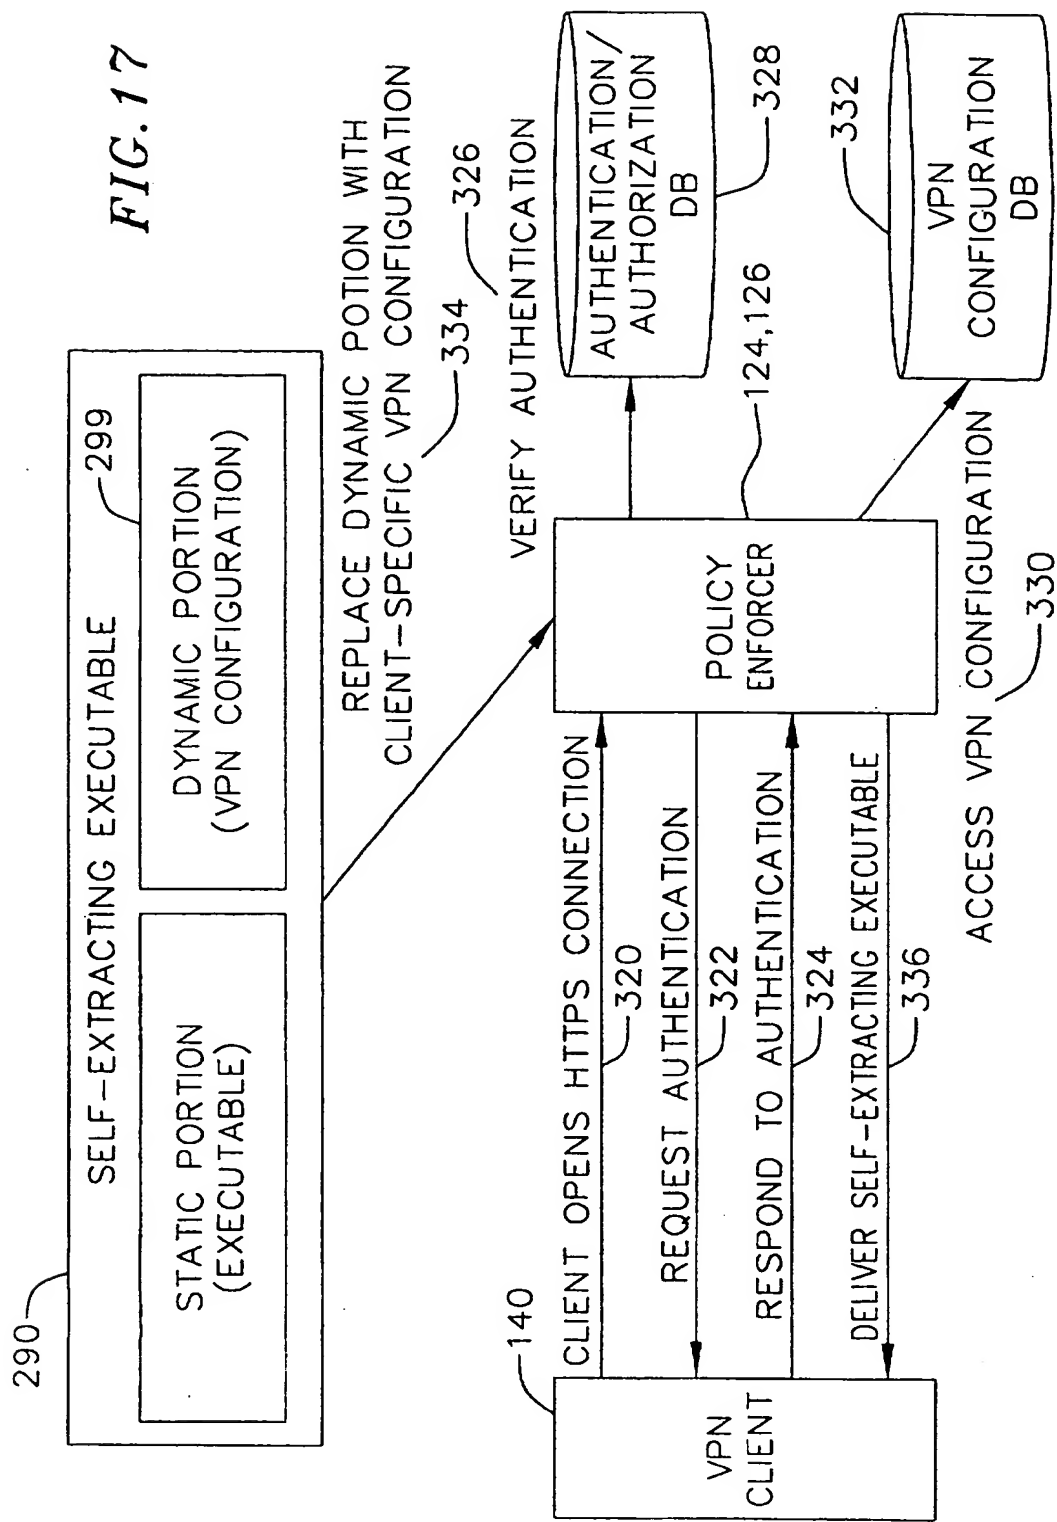 FIG.17
290
SELF-EXTRACTING EXECUTABLE
STATIC PORTION
(EXECUTABLE)
299
DYNAMIC PORTION
(VPN CONFIGURATION)
REPLACE DYNAMIC POTION WITH
CLIENT-SPECIFIC VPN CONFIGURATION
334
326
VERIFY AUTHENTICATION
140
VPN
CLIENT
CLIENT OPENS HTTPS CONNECTION
320
REQUEST AUTHENTICATION
322
RESPOND TO AUTHENTICATION
324
DELIVER SELF-EXTRACTING EXECUTABLE
336
POLICY
ENFORCER
124,126
AUTHENTICATION/
AUTHORIZATION
DB
328
332
VPN
CONFIGURATION
DB
ACCESS VPN CONFIGURATION
330